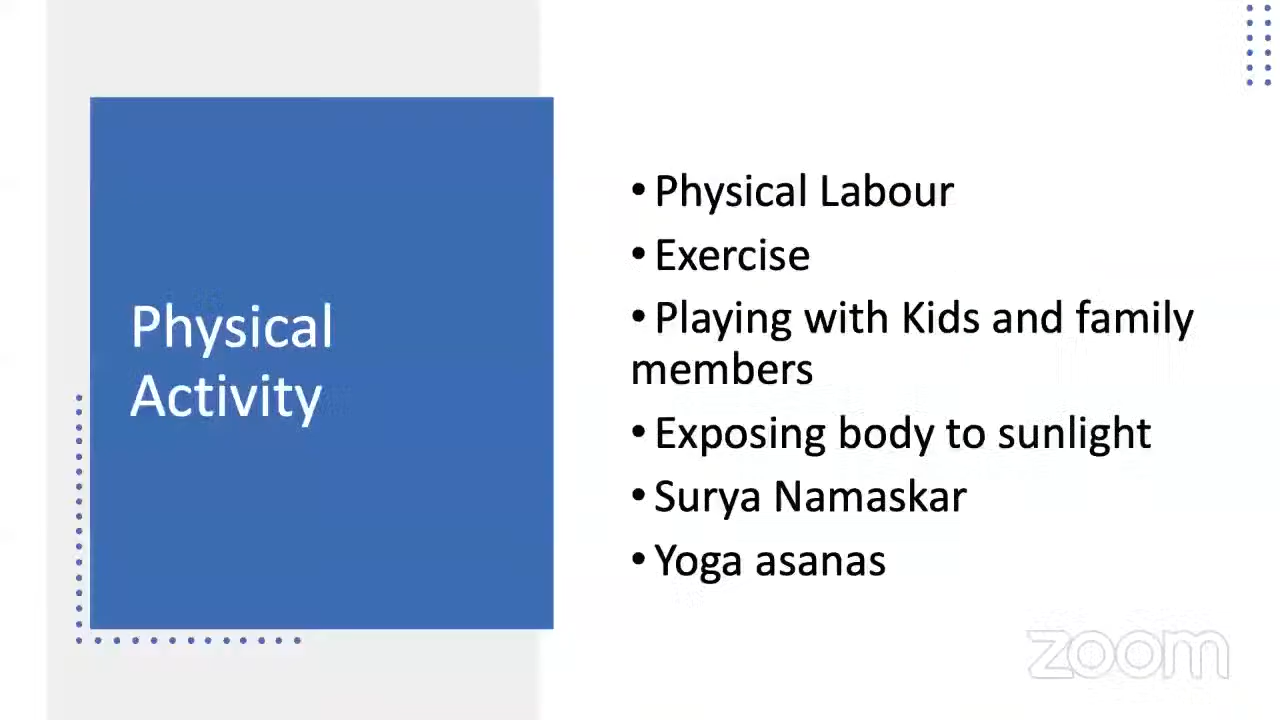 Physical
Activity
• Physical Labour
• Exercise
• Playing with Kids and family
members
• Exposing body to sunlight
• Surya Namaskar
• Yoga asanas
zoom